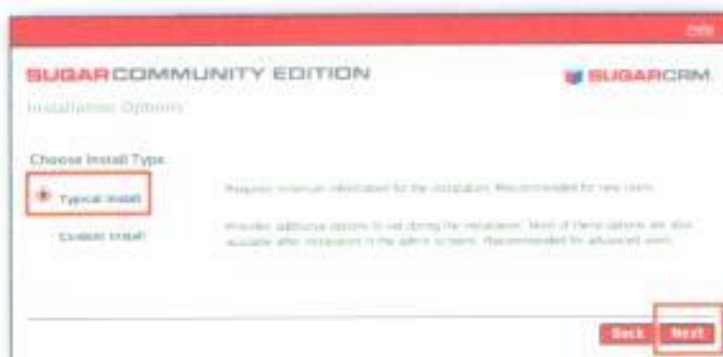 Help
SUGARCOMMUNITY EDITION
SUGARCRM.
Installation Options
Choose Install Type
Typical Install
Requires minimum information for the installation. Recommended for new users.
Custom Install
Provides additional options to set during the installation. Most of these options are also
available after installation in the admin screens. Recommended for advanced users.
Back
Next